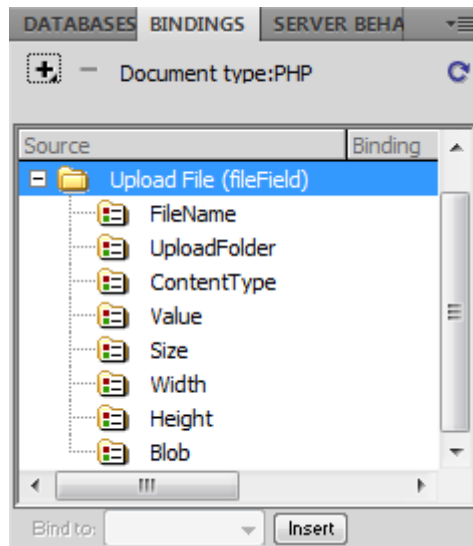 DATABASES BINDINGS SERVER BEHA
Document type:PHP
Source Binding
Upload File (fileField)
FileName
UploadFolder
ContentType
Value
Size
Width
Height
Blob
Bind to: Insert